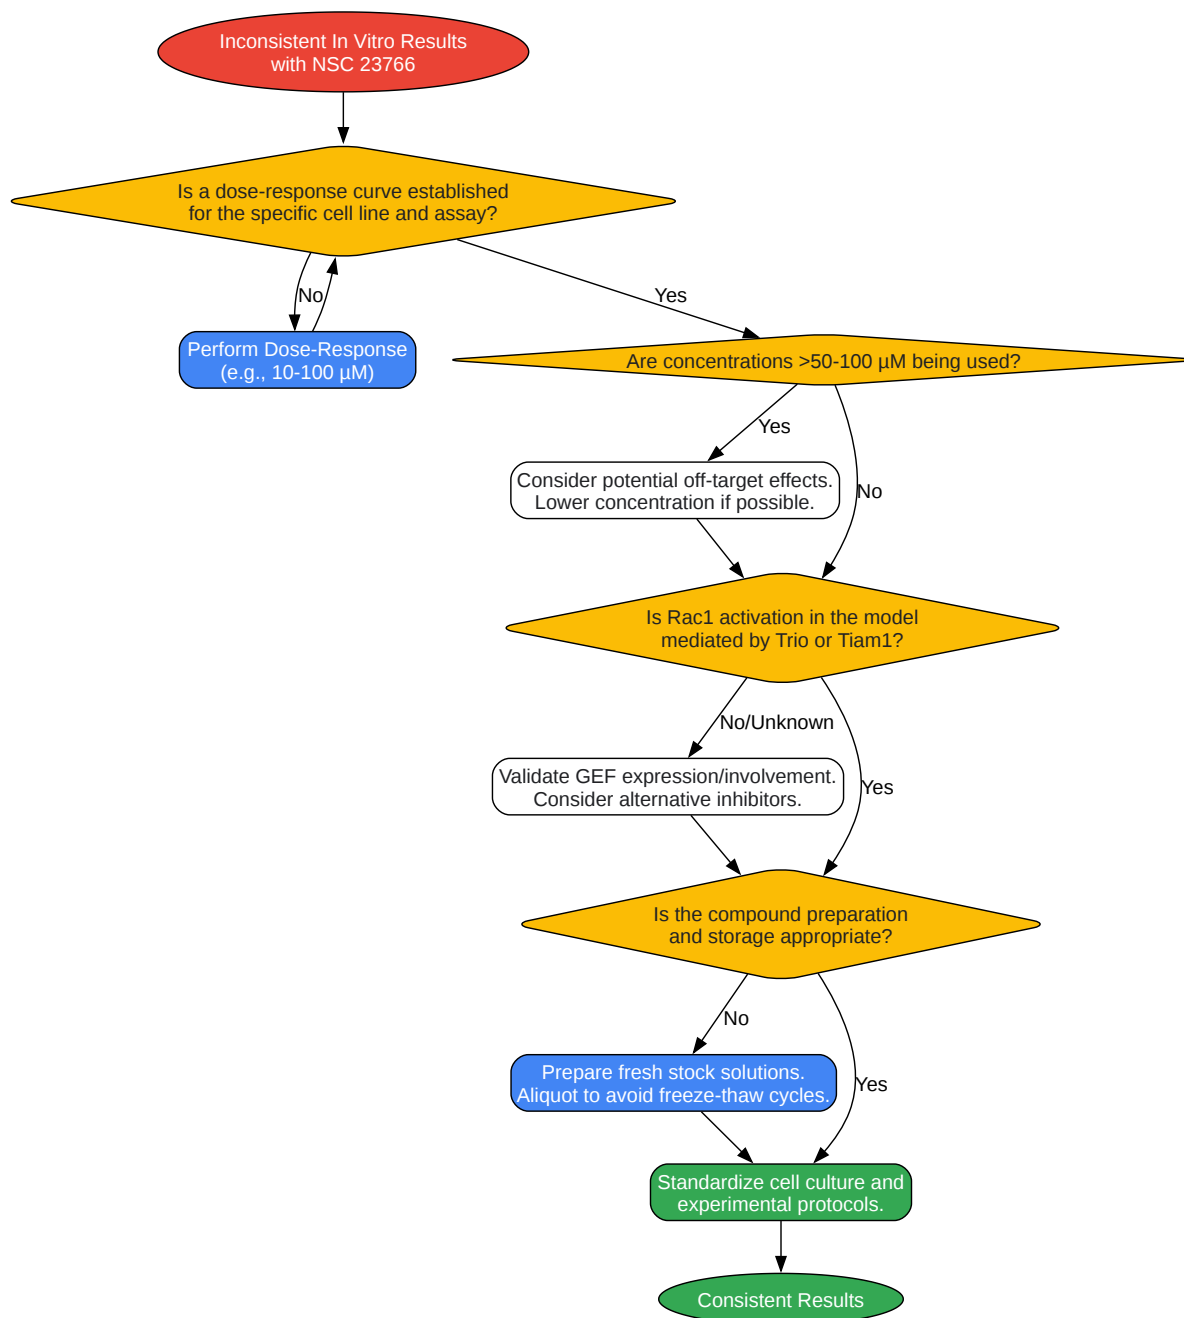 Inconsistent In Vitro Results
with NSC 23766
Is a dose-response curve established
for the specific cell line and assay?
No
Yes
Perform Dose-Response
(e.g., 10-100 µM)
Are concentrations >50-100 µM being used?
Yes
Consider potential off-target effects.
Lower concentration if possible.
No
Is Rac1 activation in the model
mediated by Trio or Tiam1?
No/Unknown
Validate GEF expression/involvement.
Consider alternative inhibitors.
Yes
Is the compound preparation
and storage appropriate?
No
Prepare fresh stock solutions.
Aliquot to avoid freeze-thaw cycles.
Yes
Standardize cell culture and
experimental protocols.
Consistent Results